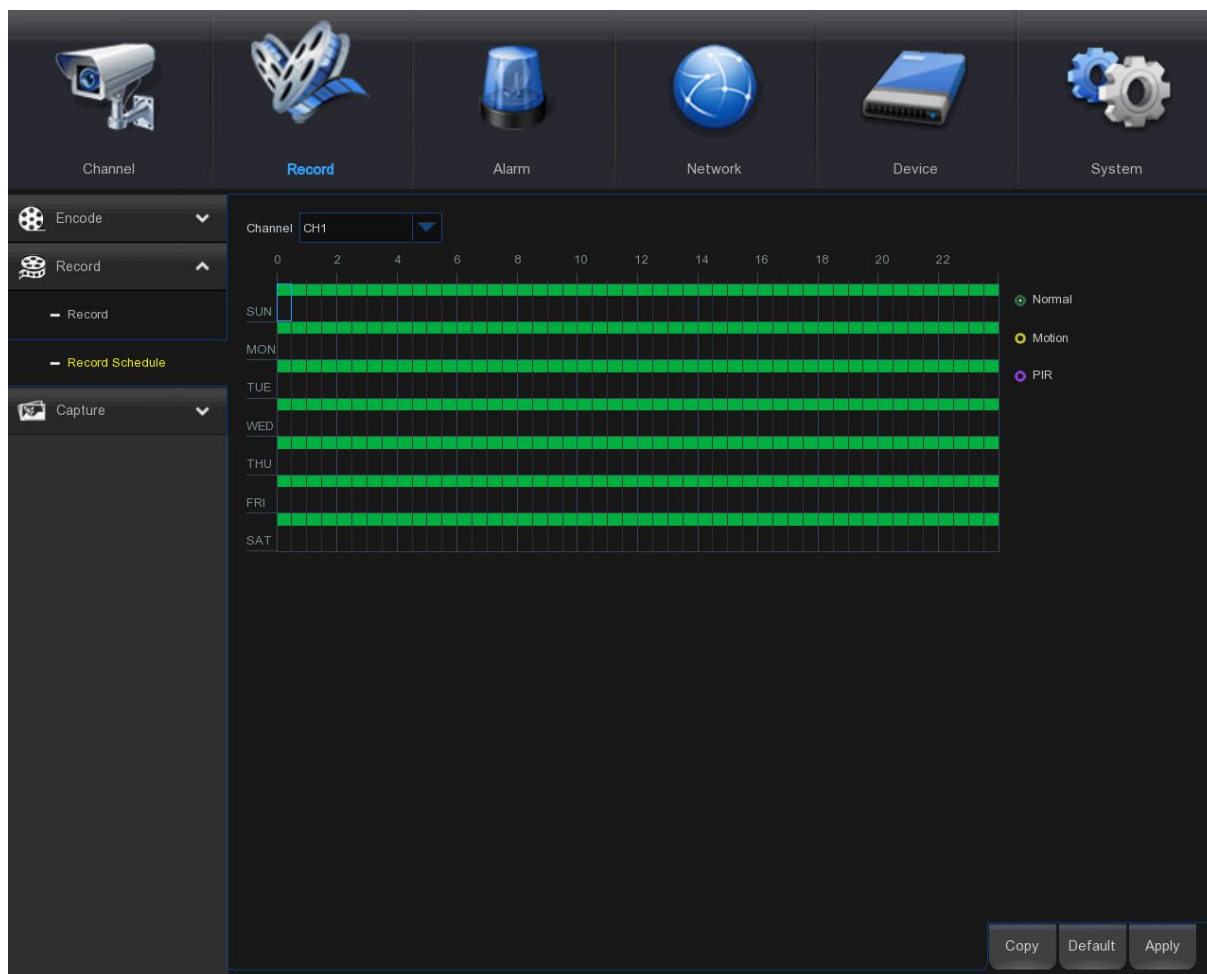 Channel Record Alarm Network Device System
Encode
Record
Record
Record Schedule
Capture
Channel CH1
0 2 4 6 8 10 12 14 16 18 20 22
SUN
MON
TUE
WED
THU
FRI
SAT
Normal
Motion
PIR
Copy Default Apply